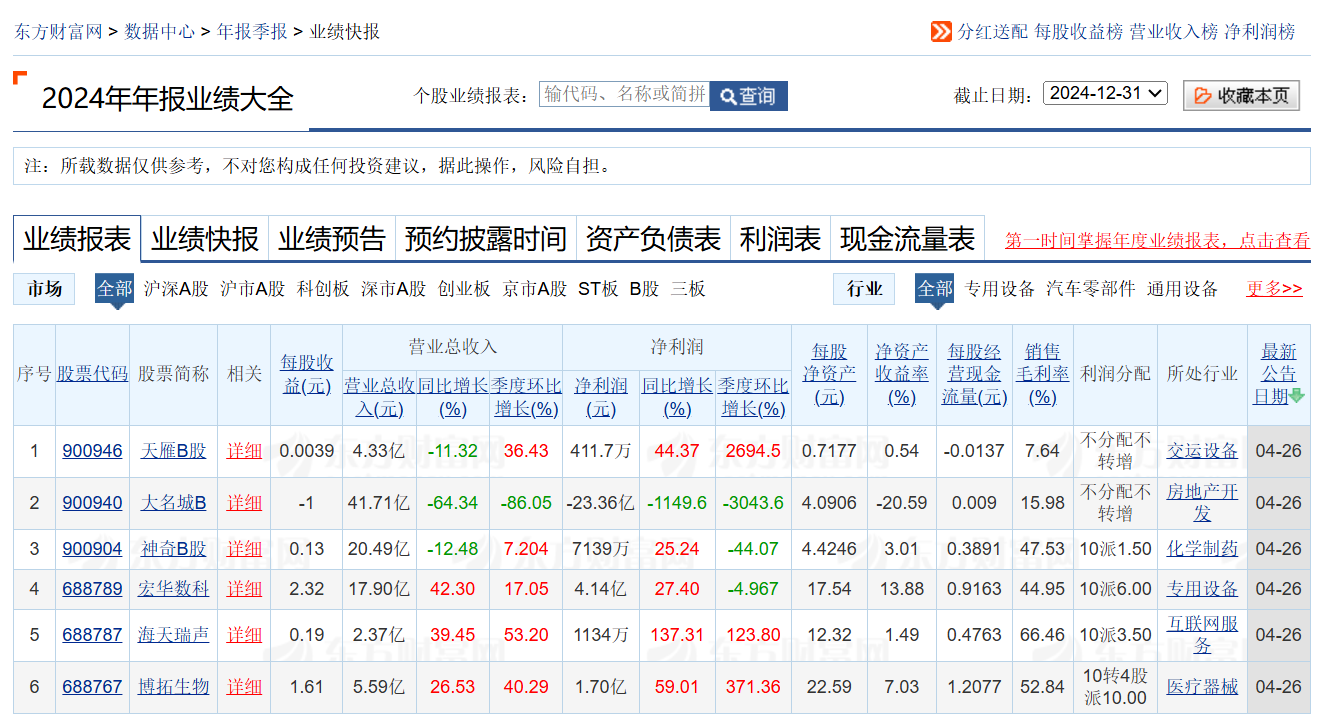 东方财富网 > 数据中心 > 年报季报 > 业绩快报
分红送配 每股收益榜 营业收入榜 净利润榜
2024年年报业绩大全
个股业绩报表： 输代码、名称或简拼 查询
截止日期： 2024-12-31 收藏本页
注：所载数据仅供参考，不对您构成任何投资建议，据此操作，风险自担。
业绩报表 业绩快报 业绩预告 预约披露时间 资产负债表 利润表 现金流量表 第一时间掌握年度业绩报表，点击查看
市场 全部 沪深A股 沪市A股 科创板 深市A股 创业板 京市A股 ST板 B股 三板 行业 全部 专用设备 汽车零部件 通用设备 更多>>
序号 股票代码 股票简称 相关 每股收益(元) 营业总收入 净利润 每股净资产(元) 净资产收益率(%) 每股经营现金流量(元) 销售毛利率(%) 利润分配 所处行业 最新公告日期
营业总收入(元) 同比增长(%) 季度环比增长(%) 净利润(元) 同比增长(%) 季度环比增长(%)
1 900946 天雁B股 详细 0.0039 4.33亿 -11.32 36.43 411.7万 44.37 2694.5 0.7177 0.54 -0.0137 7.64 不分配不转增 交运设备 04-26
2 900940 大名城B 详细 -1 41.71亿 -64.34 -86.05 -23.36亿 -1149.6 -3043.6 4.0906 -20.59 0.009 15.98 不分配不转增 房地产开发 04-26
3 900904 神奇B股 详细 0.13 20.49亿 -12.48 7.204 7139万 25.24 -44.07 4.4246 3.01 0.3891 47.53 10派1.50 化学制药 04-26
4 688789 宏华数科 详细 2.32 17.90亿 42.30 17.05 4.14亿 27.40 -4.967 17.54 13.88 0.9163 44.95 10派6.00 专用设备 04-26
5 688787 海天瑞声 详细 0.19 2.37亿 39.45 53.20 1134万 137.31 123.80 12.32 1.49 0.4763 66.46 10派3.50 互联网服务 04-26
6 688767 博拓生物 详细 1.61 5.59亿 26.53 40.29 1.70亿 59.01 371.36 22.59 7.03 1.2077 52.84 10转4股派10.00 医疗器械 04-26